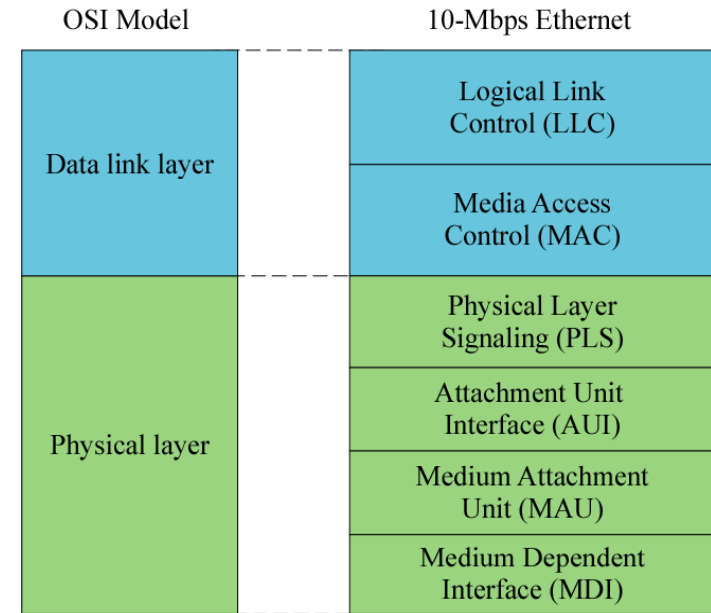 OSI Model
10-Mbps Ethernet
Data link layer
Logical Link
Control (LLC)
Media Access
Control (MAC)
Physical layer
Physical Layer
Signaling (PLS)
Attachment Unit
Interface (AUI)
Medium Attachment
Unit (MAU)
Medium Dependent
Interface (MDI)